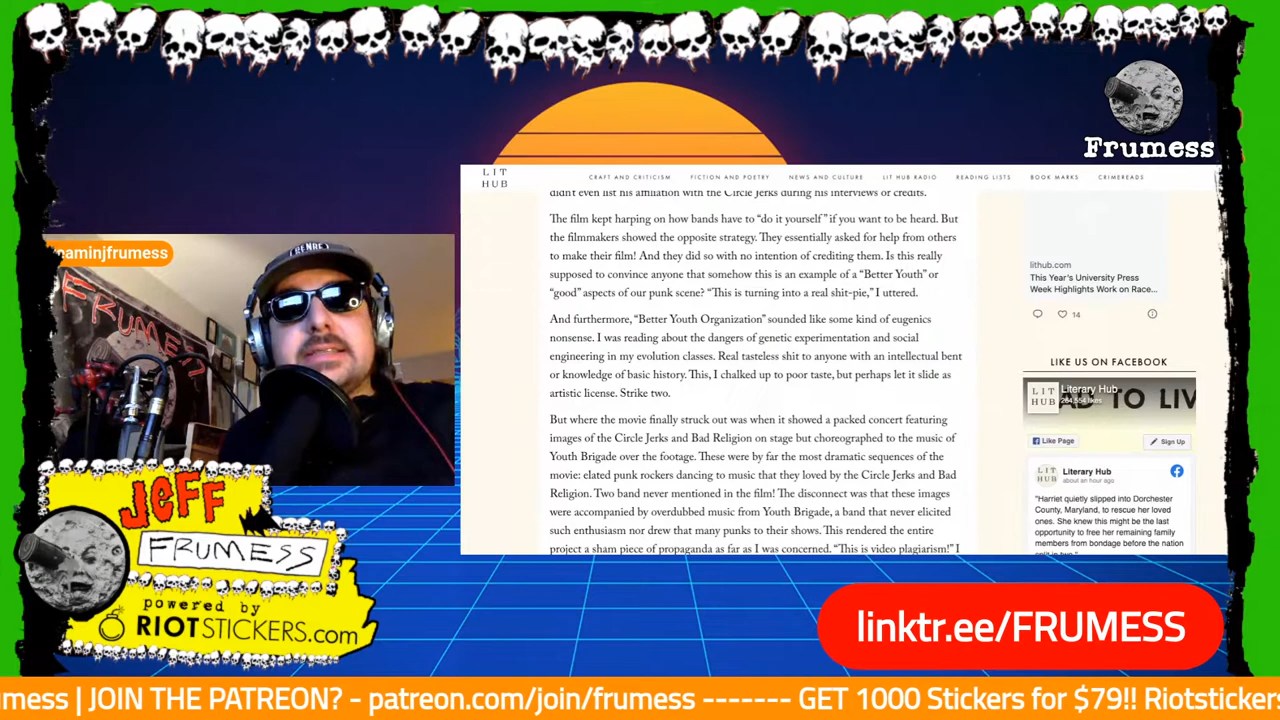 Frumess
LIT
HUB
CRAFT AND CRITICISM
FICTION AND POETRY
NEWS AND CULTURE
LIT HUB RADIO
READING LISTS
BOOK MARKS
CRIMEREADS
didn't even list his affiliation with the Circle Jerks during his interviews or credits.
The film kept harping on how bands have to “do it yourself” if you want to be heard. But
the filmmakers showed the opposite strategy. They essentially asked for help from others
to make their film! And they did so with no intention of crediting them. Is this really
supposed to convince anyone that somehow this is an example of a “Better Youth” or
“good” aspects of our punk scene? “This is turning into a real shit-pie,” I uttered.
And furthermore, “Better Youth Organization” sounded like some kind of eugenics
nonsense. I was reading about the dangers of genetic experimentation and social
engineering in my evolution classes. Real tasteless shit to anyone with an intellectual bent
or knowledge of basic history. This, I chalked up to poor taste, but perhaps let it slide as
artistic license. Strike two.
But where the movie finally struck out was when it showed a packed concert featuring
images of the Circle Jerks and Bad Religion on stage but choreographed to the music of
Youth Brigade over the footage. These were by far the most dramatic sequences of the
movie: elated punk rockers dancing to music that they loved by the Circle Jerks and Bad
Religion. Two band never mentioned in the film! The disconnect was that these images
were accompanied by overdubbed music from Youth Brigade, a band that never elicited
such enthusiasm nor drew that many punks to their shows. This rendered the entire
project a sham piece of propaganda as far as I was concerned. “This is video plagiarism!” I
lithub.com
This Year's University Press
Week Highlights Work on Race...
14
LIKE US ON FACEBOOK
LIT
HUB
Literary Hub
AD TO LIV
Like Page
Sign Up
LIT
HUB
Literary Hub
about an hour ago
"Harriet quietly slipped into Dorchester
County, Maryland, to rescue her loved
ones. She knew this might be the last
opportunity to free her remaining family
members from bondage before the nation
split in two."
eaminjfrumess
FRUMESS
JEFF
FRUMESS
powered by
RIOTSTICKERS.com
linktr.ee/FRUMESS
umess | JOIN THE PATREON? - patreon.com/join/frumess ------- GET 1000 Stickers for $79!! Riotstickers